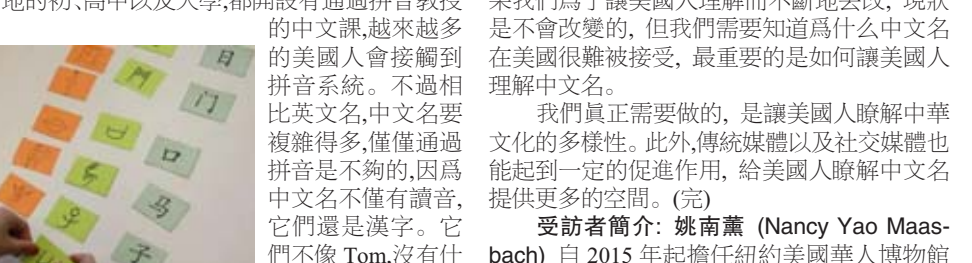 地的初、高中以及大學,都開設有通過拼音教授
的中文課,越來越多
的美國人會接觸到
拼音系統。不過相
比英文名,中文名要
複雜得多,僅僅通過
拼音是不夠的,因爲
中文名不僅有讀音,
它們還是漢字。它
們不像 Tom,沒有什
日
門
门
口
马
子
果我們爲了讓美國人理解而不斷地去改, 現狀
是不會改變的, 但我們需要知道爲什么中文名
在美國很難被接受, 最重要的是如何讓美國人
理解中文名。
我們眞正需要做的, 是讓美國人瞭解中華
文化的多樣性。此外,傳統媒體以及社交媒體也
能起到一定的促進作用, 給美國人瞭解中文名
提供更多的空間。(完)
受訪者簡介: 姚南薰 (Nancy Yao Maas-
bach) 自 2015 年起擔任紐約美國華人博物館